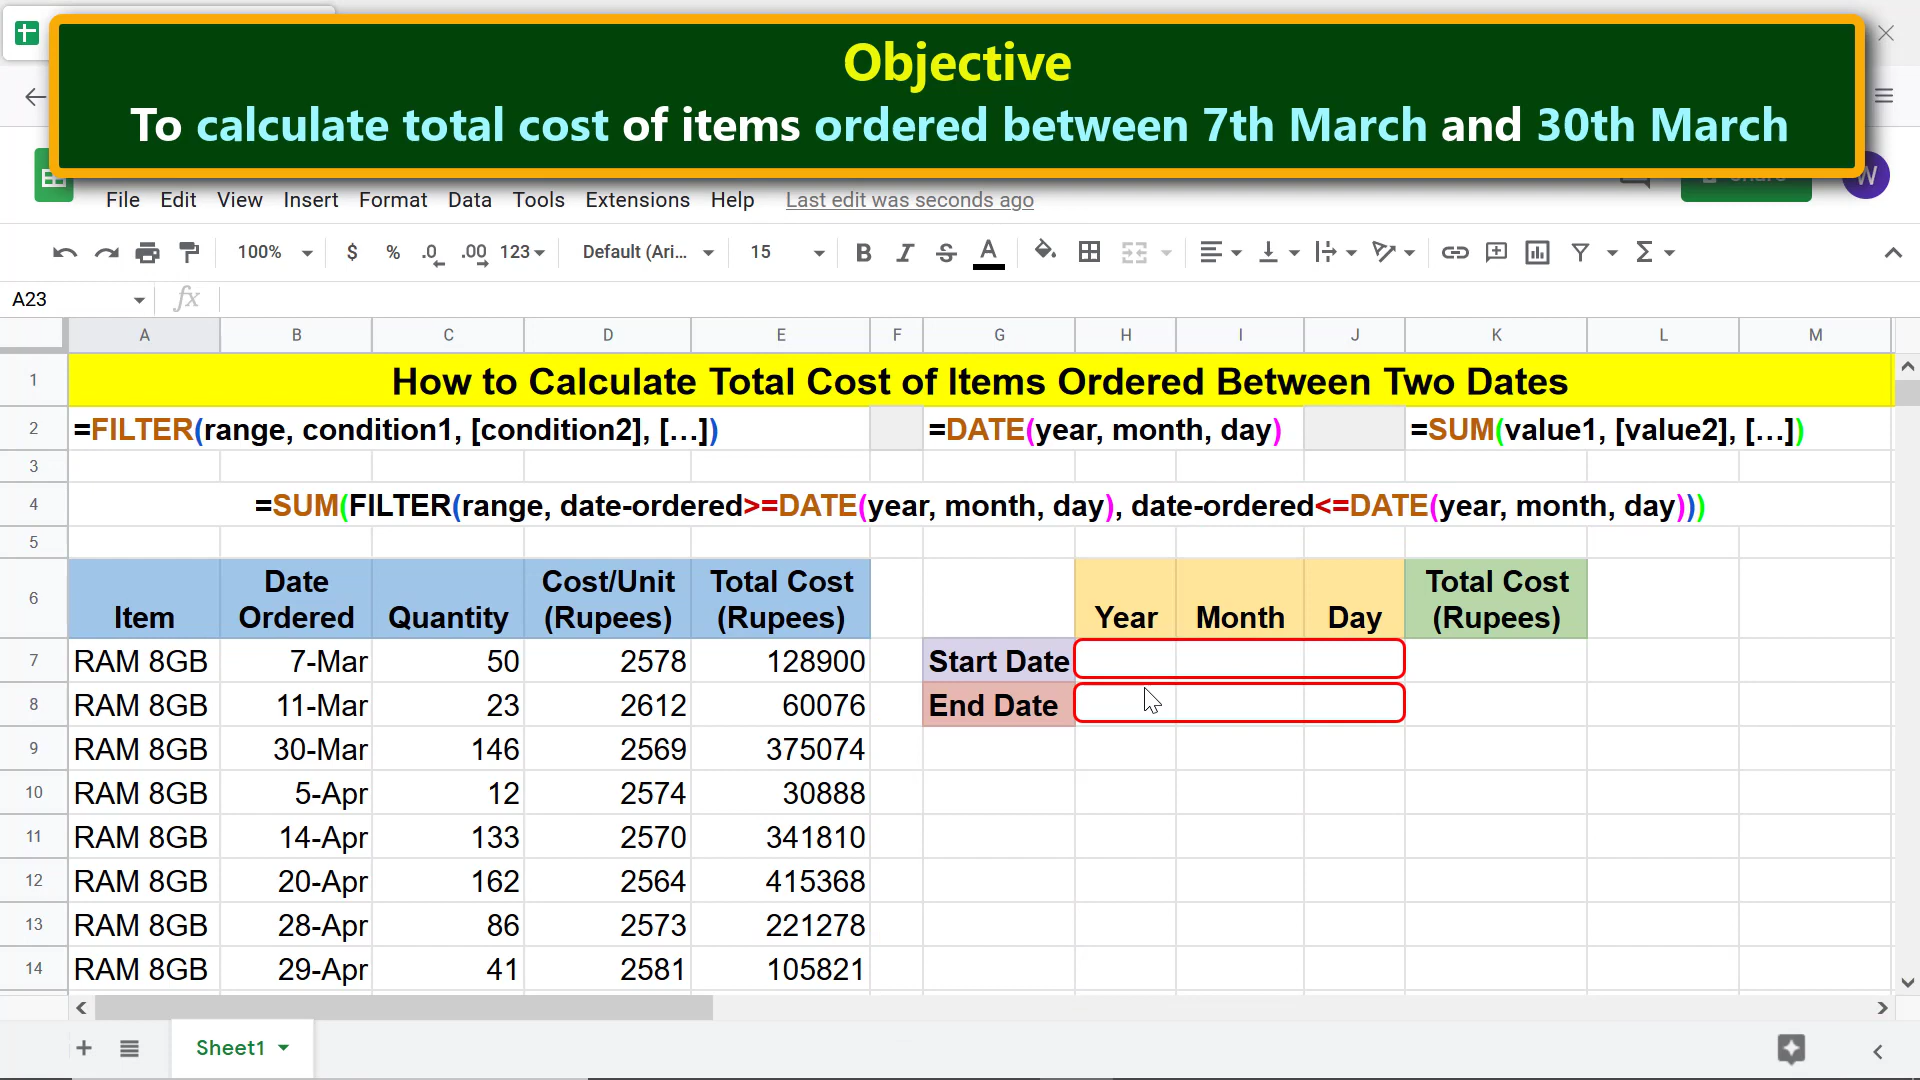 Objective
To calculate total cost of items ordered between 7th March and 30th March
W
File Edit View Insert Format Data Tools Extensions Help Last edit was seconds ago
100% $ % .0 .00 123 Default (Ari... 15 B I S A Σ
A23 fx
A B C D E F G H I J K L M
1 How to Calculate Total Cost of Items Ordered Between Two Dates
2 =FILTER(range, condition1, [condition2], [...]) =DATE(year, month, day) =SUM(value1, [value2], [...])
3
4 =SUM(FILTER(range, date-ordered>=DATE(year, month, day), date-ordered<=DATE(year, month, day)))
5
6 Item Date Ordered Quantity Cost/Unit (Rupees) Total Cost (Rupees) Year Month Day Total Cost (Rupees)
7 RAM 8GB 7-Mar 50 2578 128900 Start Date
8 RAM 8GB 11-Mar 23 2612 60076 End Date
9 RAM 8GB 30-Mar 146 2569 375074
10 RAM 8GB 5-Apr 12 2574 30888
11 RAM 8GB 14-Apr 133 2570 341810
12 RAM 8GB 20-Apr 162 2564 415368
13 RAM 8GB 28-Apr 86 2573 221278
14 RAM 8GB 29-Apr 41 2581 105821
Sheet1